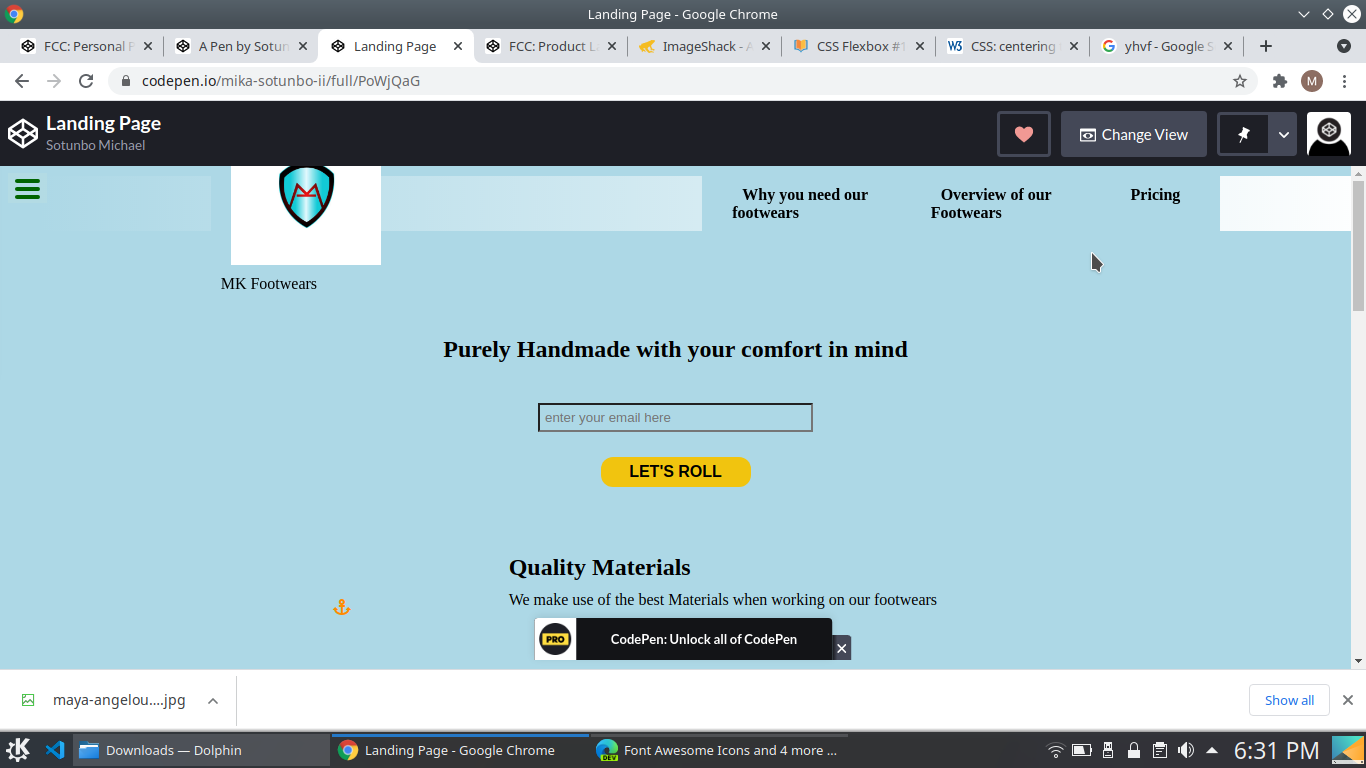 Landing Page - Google Chrome
FCC: Personal P
A Pen by Sotun
Landing Page
FCC: Product L
ImageShack - A
CSS Flexbox #1
W3
CSS: centering
yhvf - Google S
codepen.io/mika-sotunbo-ii/full/PoWjQaG
M
Landing Page
Sotunbo Michael
Change View
Why you need our
footwears
Overview of our
Footwears
Pricing
MK Footwears
Purely Handmade with your comfort in mind
enter your email here
LET'S ROLL
Quality Materials
We make use of the best Materials when working on our footwears
PRO
CodePen: Unlock all of CodePen
maya-angelou....jpg
Show all
Downloads — Dolphin
Landing Page - Google Chrome
DEV
Font Awesome Icons and 4 more ...
6:31 PM